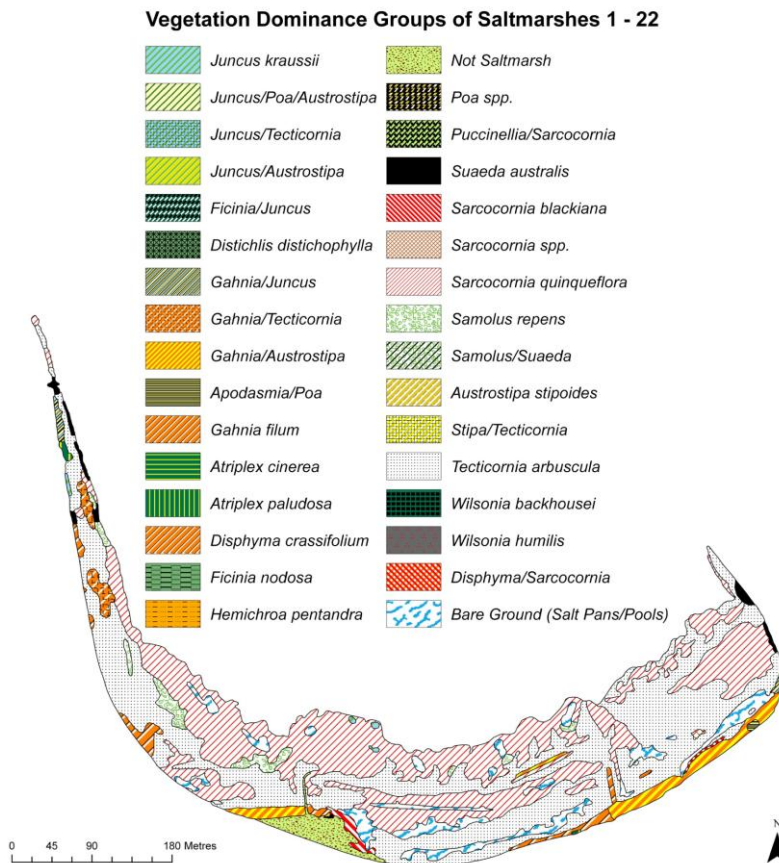 Vegetation Dominance Groups of Saltmarshes 1 - 22
Juncus kraussii
Juncus/Poa/Austrostipa
Juncus/Tecticornia
Juncus/Austrostipa
Ficinia/Juncus
Distichlis distichophylla
Gahnia/Juncus
Gahnia/Tecticornia
Gahnia/Austrostipa
Apodasmia/Poa
Gahnia filum
Atriplex cinerea
Atriplex paludosa
Disphyma crassifolium
Ficinia nodosa
Hemichroa pentandra
Not Saltmarsh
Poa spp.
Puccinellia/Sarcocornia
Suaeda australis
Sarcocornia blackiana
Sarcocornia spp.
Sarcocornia quinqueflora
Samolus repens
Samolus/Suaeda
Austrostipa stipoides
Stipa/Tecticornia
Tecticornia arbuscula
Wilsonia backhousei
Wilsonia humilis
Disphyma/Sarcocornia
Bare Ground (Salt Pans/Pools)
0 45 90 180 Metres
N